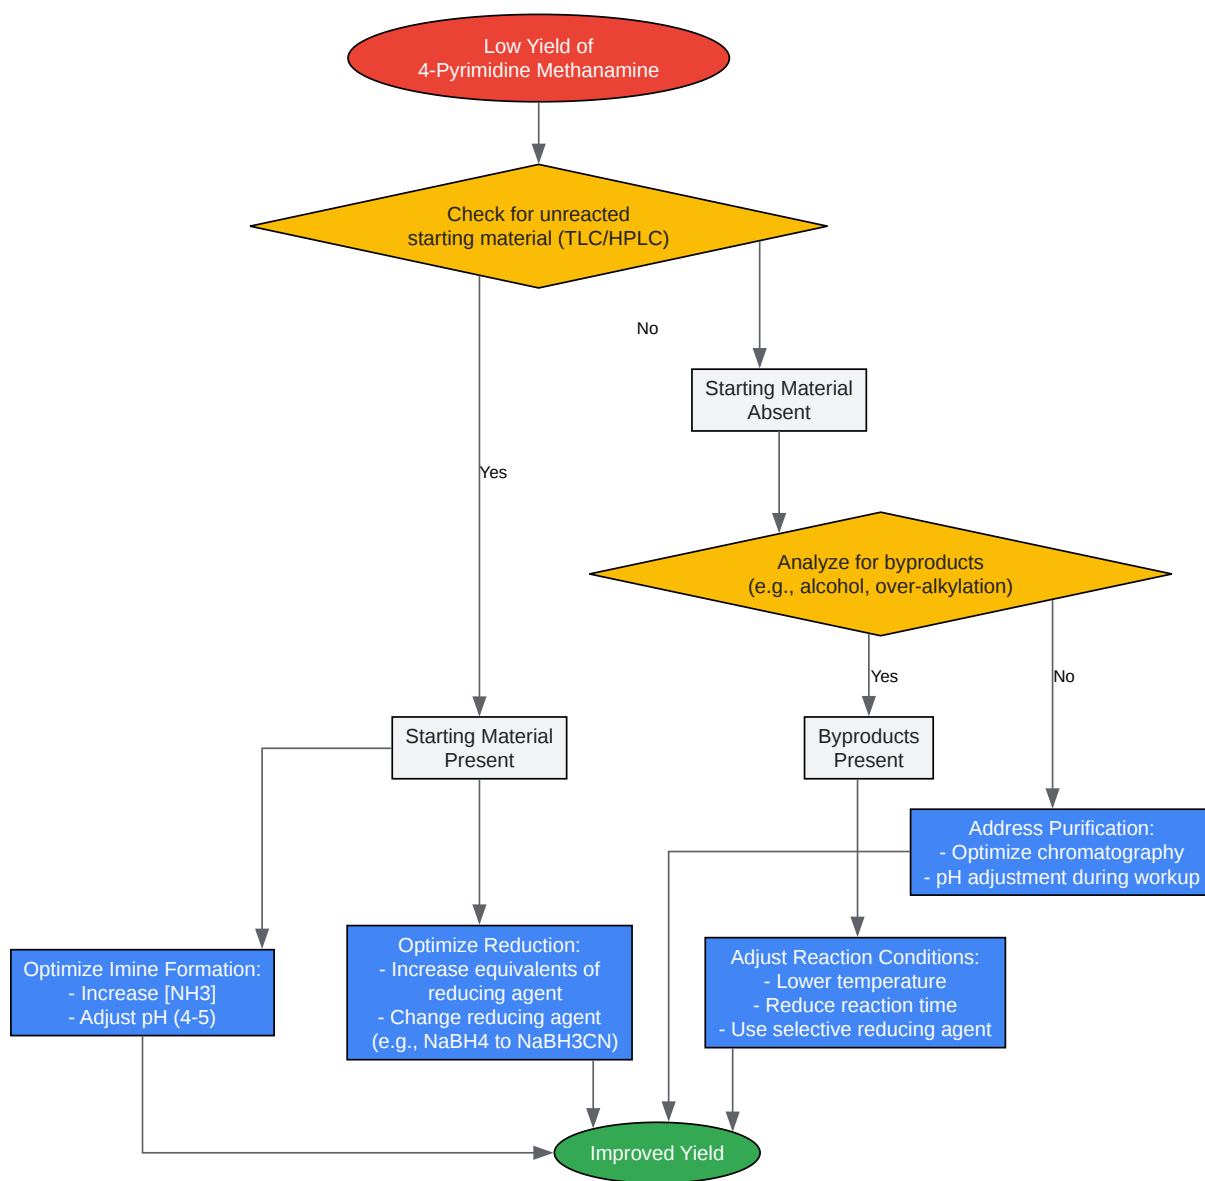 Low Yield of
4-Pyrimidine Methanamine
Check for unreacted
starting material (TLC/HPLC)
No
Starting Material
Absent
Yes
Analyze for byproducts
(e.g., alcohol, over-alkylation)
Yes
No
Starting Material
Present
Byproducts
Present
Address Purification:
- Optimize chromatography
- pH adjustment during workup
Optimize Imine Formation:
- Increase [NH3]
- Adjust pH (4-5)
Optimize Reduction:
- Increase equivalents of
reducing agent
- Change reducing agent
(e.g., NaBH4 to NaBH3CN)
Adjust Reaction Conditions:
- Lower temperature
- Reduce reaction time
- Use selective reducing agent
Improved Yield